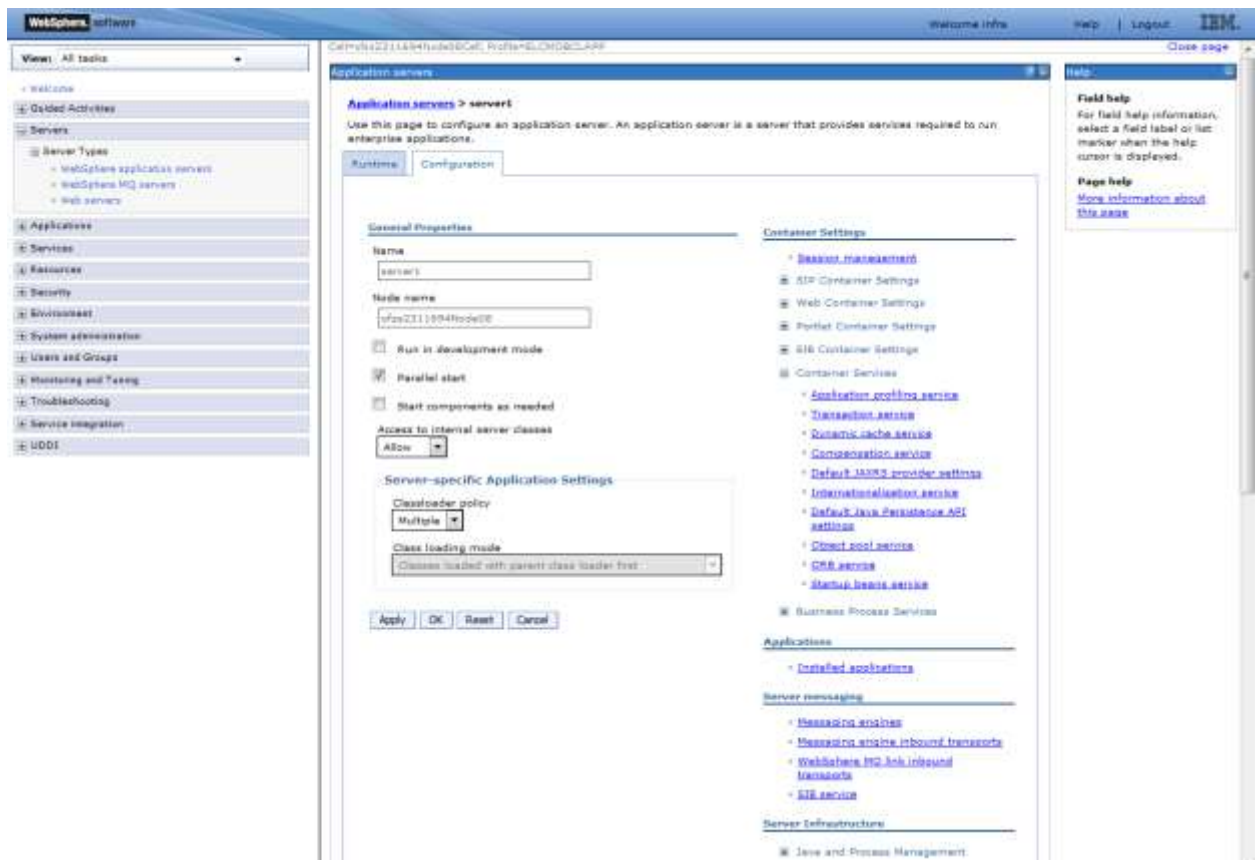 WebSphere. software
Welcome infra
Help | Logout
IBM.
View: All tasks
Welcome
Guided Activities
Servers
Server Types
WebSphere application servers
WebSphere MQ servers
Web servers
Applications
Services
Resources
Security
Environment
System administration
Users and Groups
Monitoring and Tuning
Troubleshooting
Service integration
UDDI
Close page
Application servers
Application servers > server1
Use this page to configure an application server. An application server is a server that provides services required to run
enterprise applications.
Runtime
Configuration
General Properties
Name
server1
Node name
Run in development mode
Parallel start
Start components as needed
Access to internal server classes
Allow
Server-specific Application Settings
Classloader policy
Multiple
Class loading mode
Classes loaded with parent class loader first
Apply
OK
Reset
Cancel
Container Settings
Session management
SIP Container Settings
Web Container Settings
Portlet Container Settings
EJB Container Settings
Container Services
Application profiling service
Transaction service
Dynamic cache service
Compensation service
Default JAXRS provider settings
Internationalization service
Default Java Persistence API
settings
Object pool service
ORB service
Startup beans service
Business Process Services
Applications
Installed applications
Server messaging
Messaging engines
Messaging engine inbound transports
WebSphere MQ link inbound
transports
SIB service
Server Infrastructure
Java and Process Management
Help
Field help
For field help information,
select a field label or list
marker when the help
cursor is displayed.
Page help
More information about
this page